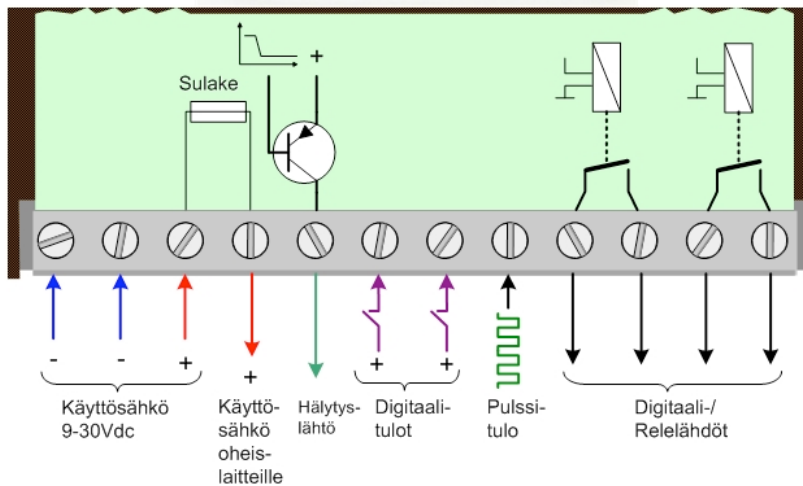 Sulake
+
- - + + + +
Käyttösähkö
9-30Vdc
Käyttö-
sähkö
oheis-
laitteille
Hälytys-
lähtö
Digitaali-
tulot
Pulssi-
tulo
Digitaali-/
Relelähdöt